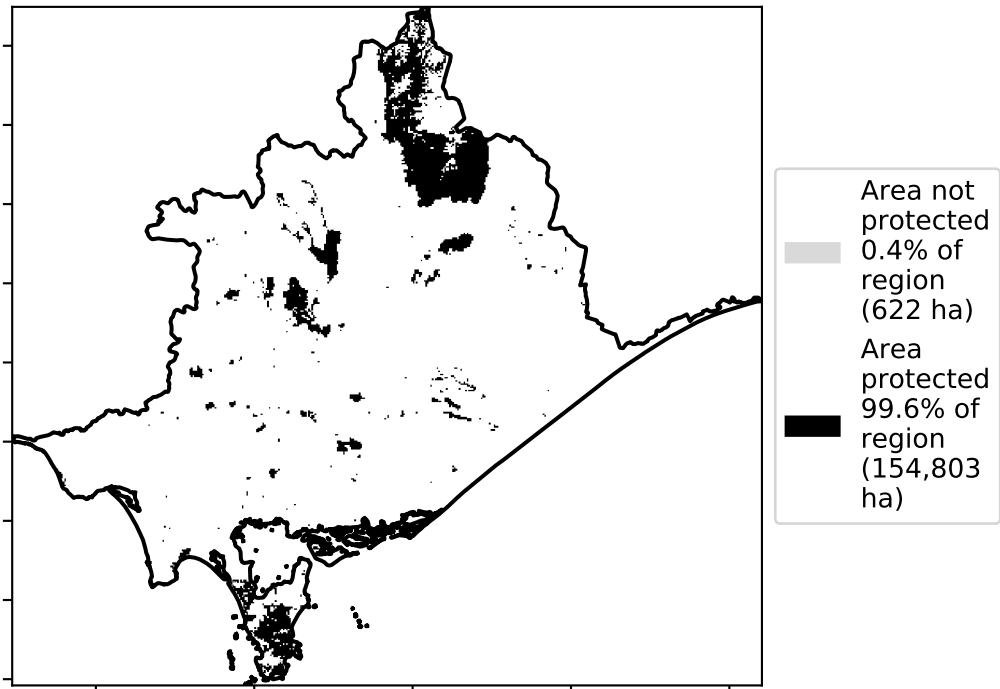 Area not
protected
0.4% of
region
(622 ha)
Area
protected
99.6% of
region
(154,803
ha)